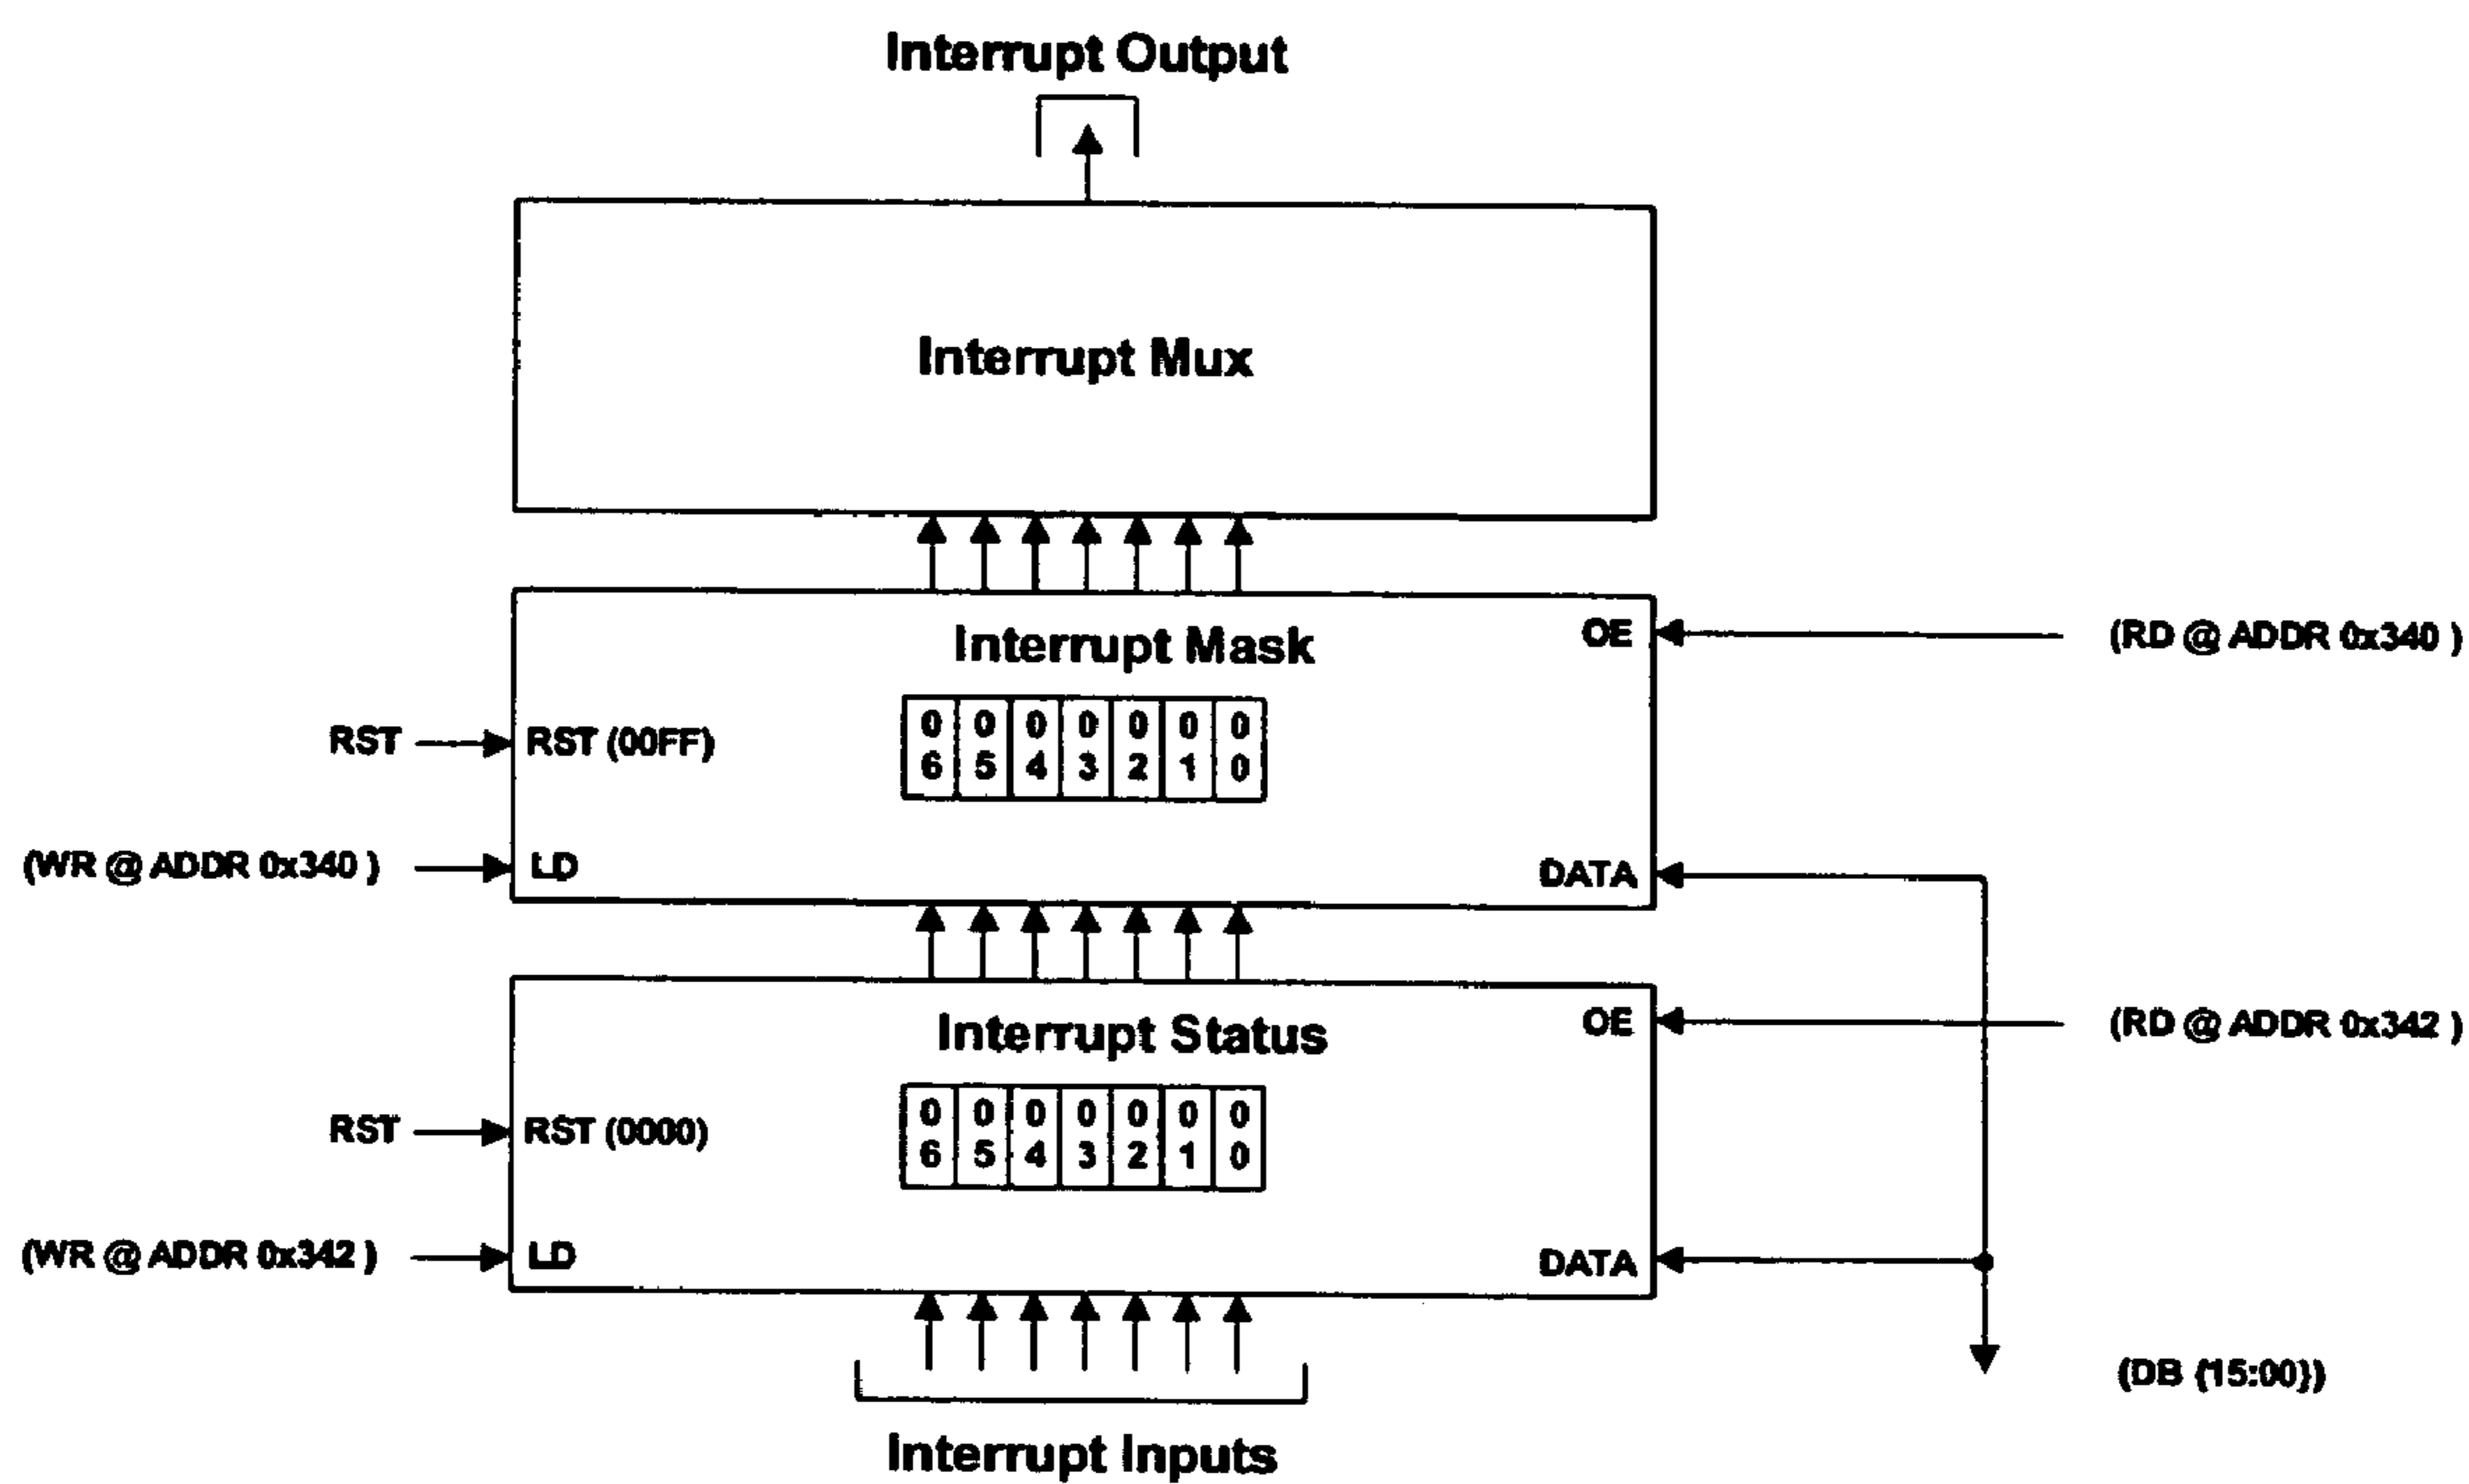 Interrupt Output
Interrupt Mux
Interrupt Mask
OE
(RD @ ADDR 0x340 )
0 0 0 0 0 0 0
6 5 4 3 2 1 0
RST
RST (00FF)
(WR @ ADDR 0x340 )
LD
DATA
Interrupt Status
OE
(RD @ ADDR 0x342 )
0 0 0 0 0 0 0
6 5 4 3 2 1 0
RST
RST (0000)
(WR @ ADDR 0x342 )
LD
DATA
(DB (15:00))
Interrupt Inputs